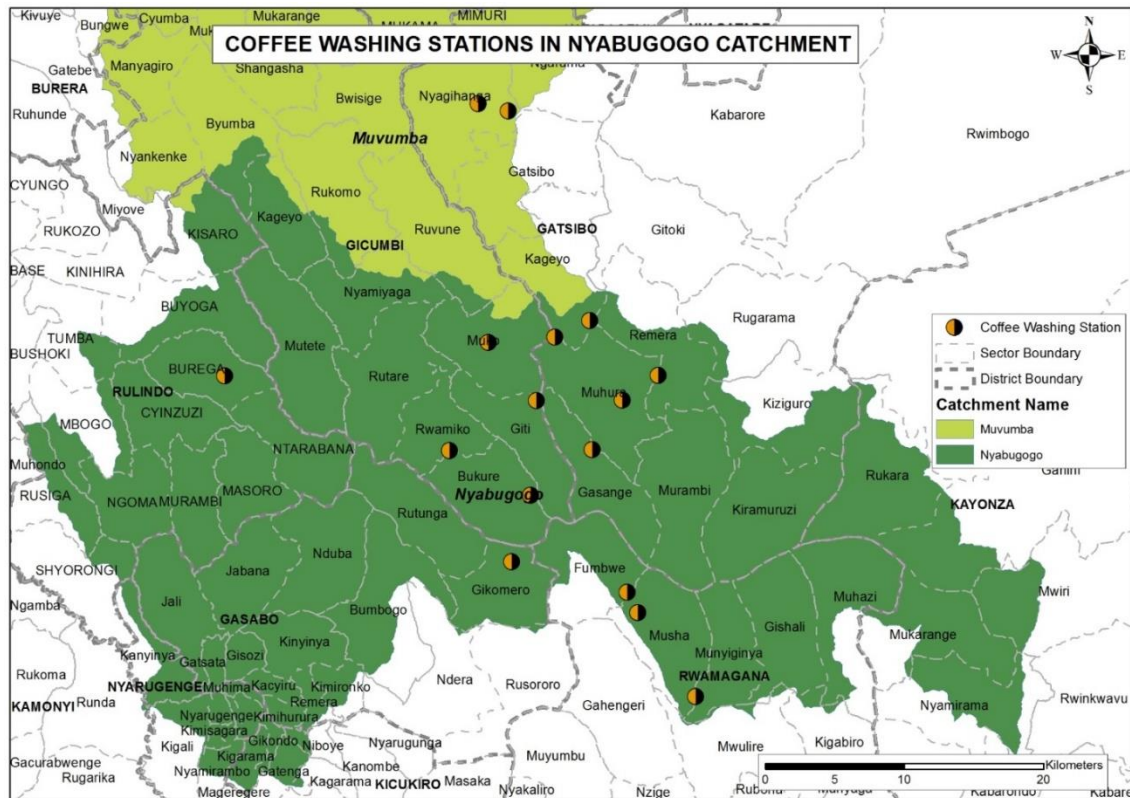 Kivuye
Cyumba
Mukarange
MUKAMA
MIMURI
Bungwe
COFFEE WASHING STATIONS IN NYABUGOGO CATCHMENT
N
W
E
S
Manyagiro
Shangasha
Ngarama
Gatebe
BURERA
Bwisige
Nyagihanga
Ruhunde
Byumba
Muvumba
Kabarore
Rwimbogo
Nyankenke
Gatsibo
CYUNGO
Rukomo
Miyove
Kageyo
RUKOZO
KISARO
Ruvune
GATSIBO
Gitoki
GICUMBI
BASE
KINIHIRA
Kageyo
Nyamiyaga
BUYOGA
Rugarama
TUMBA
BUSHOKI
Mutete
Remera
BUREGA
Rutare
RULINDO
Muhura
CYINZUZI
Kiziguro
MBOGO
Rwamiko
Giti
NTARABANA
Muhondo
Bukure
RUSIGA
NGOMA
MURAMBI
MASORO
Nyabugogo
Gasange
Murambi
Rukara
Kiramuruzi
KAYONZA
Rutunga
Nduba
SHYORONGI
Jabana
Gikomero
Fumbwe
Ngamba
Jali
Bumbogo
Muhazi
Mwiri
GASABO
Musha
Gishali
Mukarange
Kinyinya
Kanyinya
Gatsata
Gisozi
Munyiginya
Rukoma
Ndera
Rusororo
RWAMAGANA
NYARUGENGE
Muhima
Kacyiru
Kimironko
KAMONYI
Runda
Remera
Gahengeri
Rwinkwavu
Nyarugenge
Kimihurura
Nyamirama
Kimisagara
Gikondo
Niboye
Nyarugunga
Kigali
Kigarama
Muyumbu
Mwulire
Kigabiro
Gacurabwenge
Rugarika
Nyamirambo
Gatenga
Kanombe
Kagarama
KICUKIRO
Masaka
Mageregere
Nyakaliro
Nzige
Kabarondo
Coffee Washing Station
Sector Boundary
District Boundary
Catchment Name
Muvumba
Nyabugogo
Kilometers
0 5 10 20